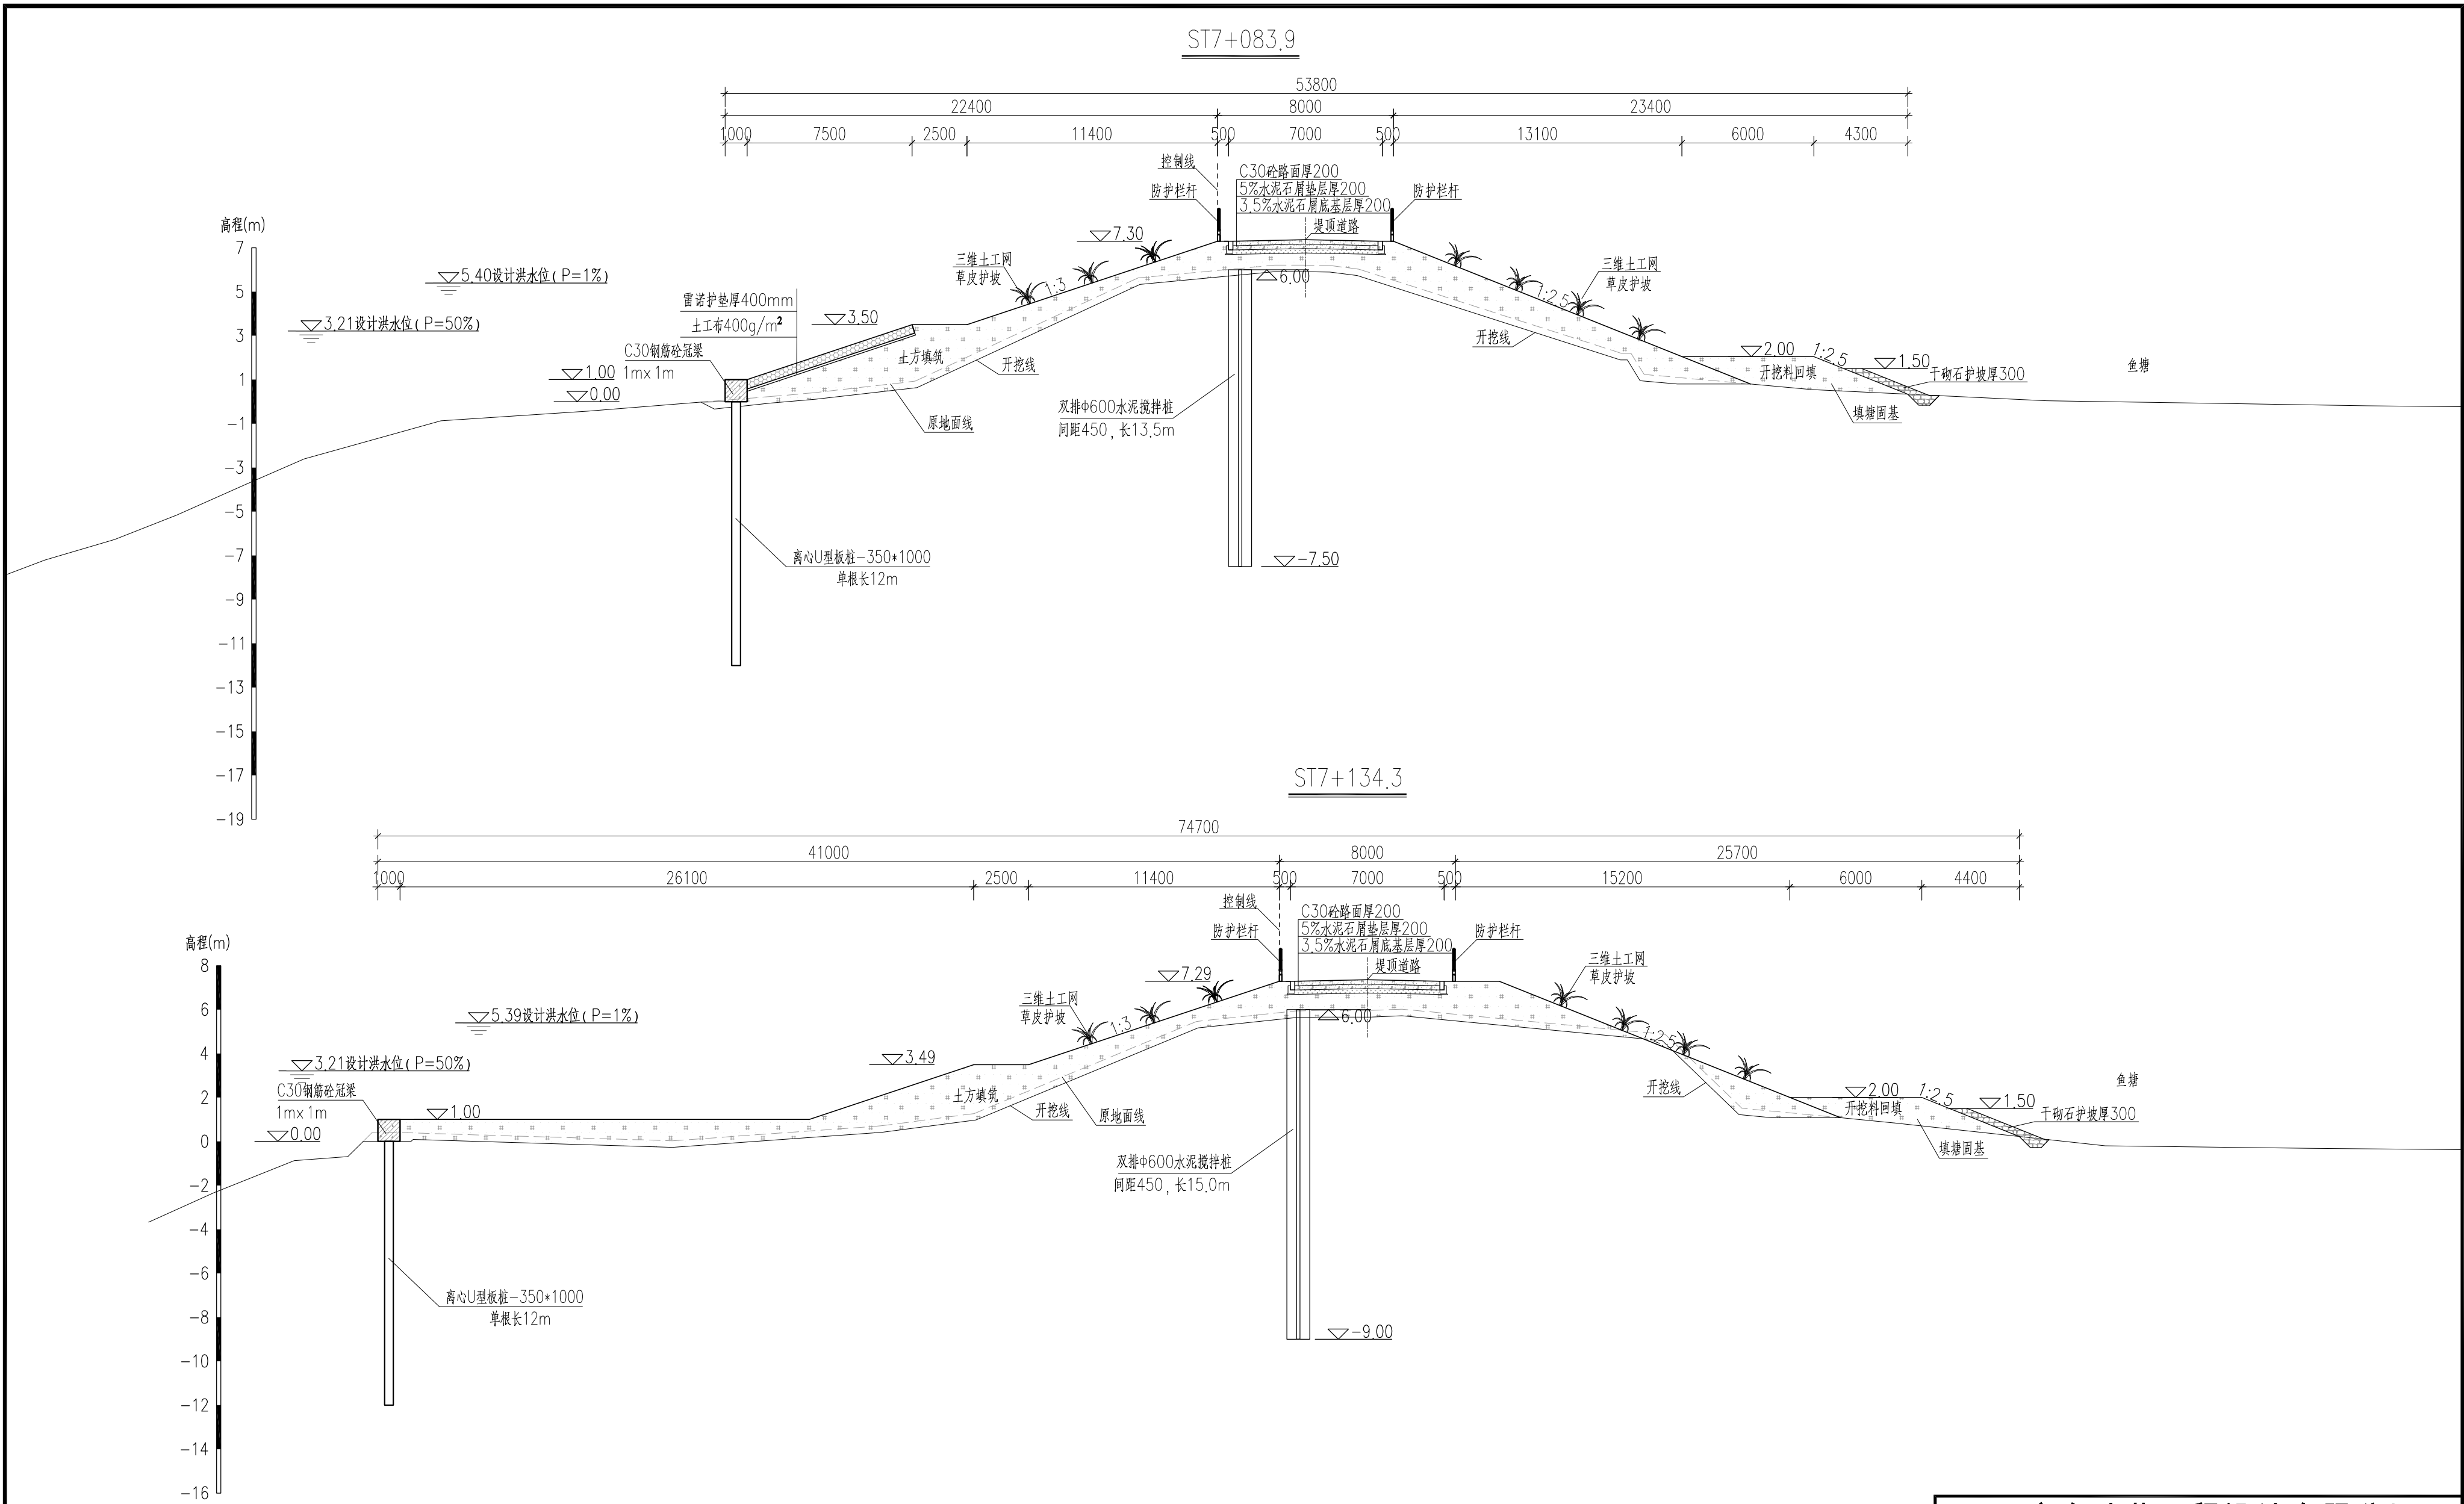 ST7+083.9
53800
22400 8000 23400
1000 7500 2500 11400 500 7000 500 13100 6000 4300
控制线
防护栏杆
C30砼路面厚200
5%水泥石屑垫层厚200
3.5%水泥石屑底基层厚200
堤顶道路
防护栏杆
高程(m)
7
5
3
1
-1
-3
-5
-7
-9
-11
-13
-15
-17
-19
5.40设计洪水位(P=1%)
3.21设计洪水位(P=50%)
7.30
三维土工网
草皮护坡
1:3
雷诺护垫厚400mm
土工布400g/m²
3.50
C30钢筋砼冠梁
1m×1m
1.00
0.00
土方填筑
开挖线
原地面线
6.00
双排Φ600水泥搅拌桩
间距450,长13.5m
-7.50
离心U型板桩-350*1000
单根长12m
三维土工网
草皮护坡
1:2.5
开挖线
2.00
开挖料回填
1:2.5
1.50
干砌石护坡厚300
填塘固基
鱼塘
ST7+134.3
74700
41000 8000 25700
1000 26100 2500 11400 500 7000 500 15200 6000 4400
控制线
防护栏杆
C30砼路面厚200
5%水泥石屑垫层厚200
3.5%水泥石屑底基层厚200
堤顶道路
防护栏杆
高程(m)
8
6
4
2
0
-2
-4
-6
-8
-10
-12
-14
-16
5.39设计洪水位(P=1%)
3.21设计洪水位(P=50%)
C30钢筋砼冠梁
1m×1m
0.00
1.00
7.29
三维土工网
草皮护坡
1:3
3.49
土方填筑
开挖线
原地面线
6.00
双排Φ600水泥搅拌桩
间距450,长15.0m
-9.00
离心U型板桩-350*1000
单根长12m
三维土工网
草皮护坡
1:2.5
开挖线
2.00
开挖料回填
1:2.5
1.50
干砌石护坡厚300
填塘固基
鱼塘